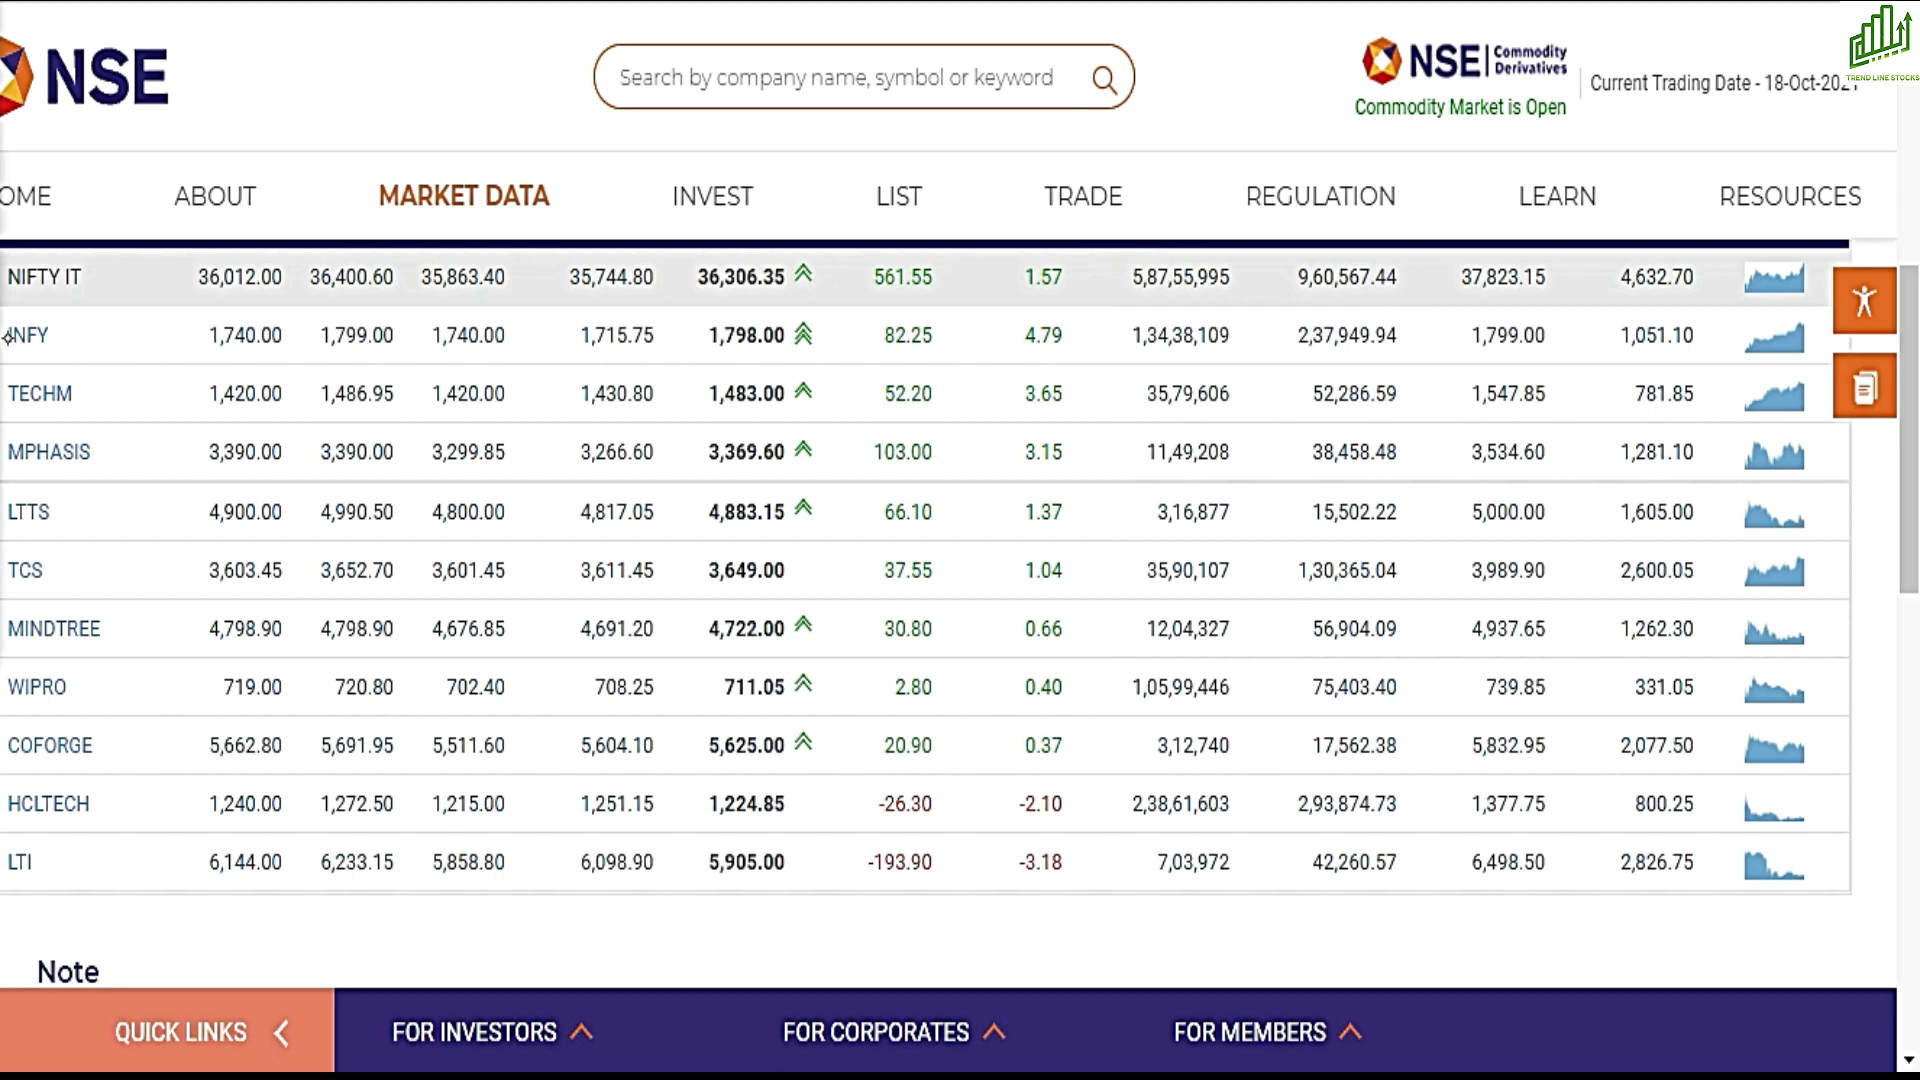 NSE
Search by company name, symbol or keyword
NSE Commodity Derivatives
Commodity Market is Open
Current Trading Date - 18-Oct-2021
TREND LINE STOCKS
OME ABOUT MARKET DATA INVEST LIST TRADE REGULATION LEARN RESOURCES
NIFTY IT 36,012.00 36,400.60 35,863.40 35,744.80 36,306.35 561.55 1.57 5,87,55,995 9,60,567.44 37,823.15 4,632.70
INFY 1,740.00 1,799.00 1,740.00 1,715.75 1,798.00 82.25 4.79 1,34,38,109 2,37,949.94 1,799.00 1,051.10
TECHM 1,420.00 1,486.95 1,420.00 1,430.80 1,483.00 52.20 3.65 35,79,606 52,286.59 1,547.85 781.85
MPHASIS 3,390.00 3,390.00 3,299.85 3,266.60 3,369.60 103.00 3.15 11,49,208 38,458.48 3,534.60 1,281.10
LTTS 4,900.00 4,990.50 4,800.00 4,817.05 4,883.15 66.10 1.37 3,16,877 15,502.22 5,000.00 1,605.00
TCS 3,603.45 3,652.70 3,601.45 3,611.45 3,649.00 37.55 1.04 35,90,107 1,30,365.04 3,989.90 2,600.05
MINDTREE 4,798.90 4,798.90 4,676.85 4,691.20 4,722.00 30.80 0.66 12,04,327 56,904.09 4,937.65 1,262.30
WIPRO 719.00 720.80 702.40 708.25 711.05 2.80 0.40 1,05,99,446 75,403.40 739.85 331.05
COFORGE 5,662.80 5,691.95 5,511.60 5,604.10 5,625.00 20.90 0.37 3,12,740 17,562.38 5,832.95 2,077.50
HCLTECH 1,240.00 1,272.50 1,215.00 1,251.15 1,224.85 -26.30 -2.10 2,38,61,603 2,93,874.73 1,377.75 800.25
LTI 6,144.00 6,233.15 5,858.80 6,098.90 5,905.00 -193.90 -3.18 7,03,972 42,260.57 6,498.50 2,826.75
Note
QUICK LINKS FOR INVESTORS FOR CORPORATES FOR MEMBERS